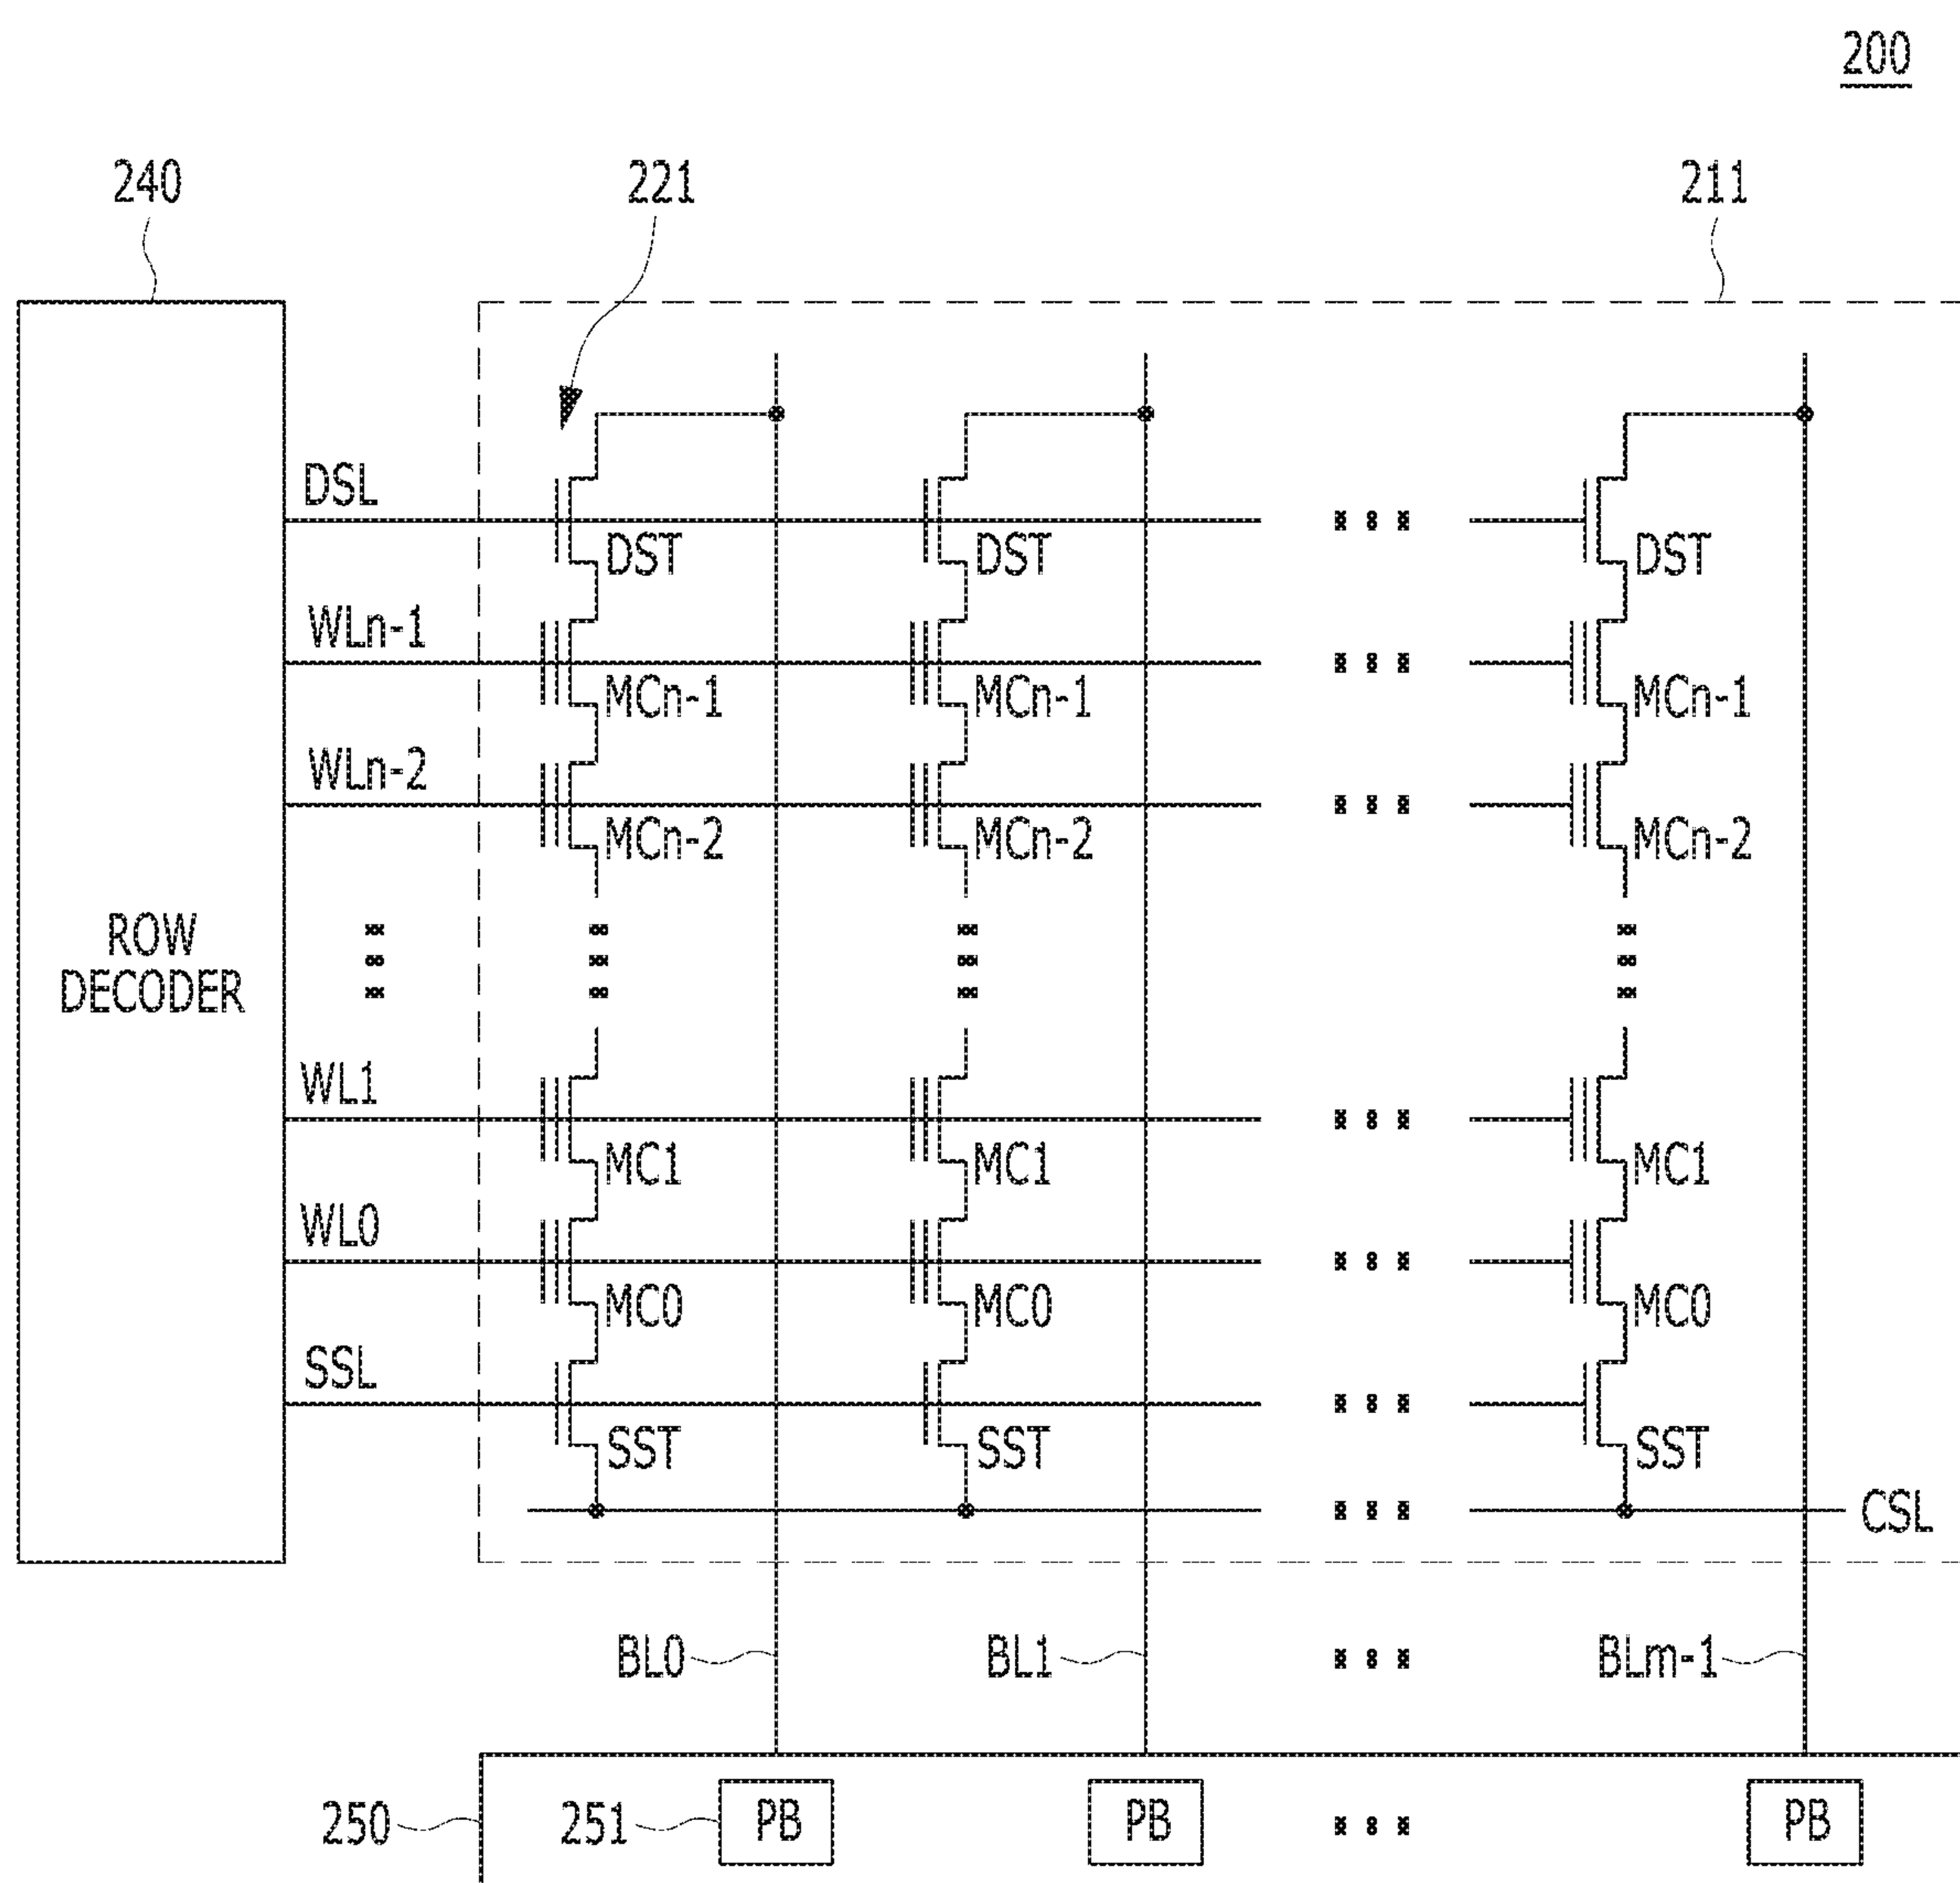 200
240 221 211
DSL
DST DST DST
WLn-1
MCn-1 MCn-1 MCn-1
WLn-2
MCn-2 MCn-2 MCn-2
ROW
DECODER
WL1
MC1 MC1 MC1
WL0
MC0 MC0 MC0
SSL
SST SST SST
CSL
BL0 BL1 BLm-1
250 251 PB PB PB